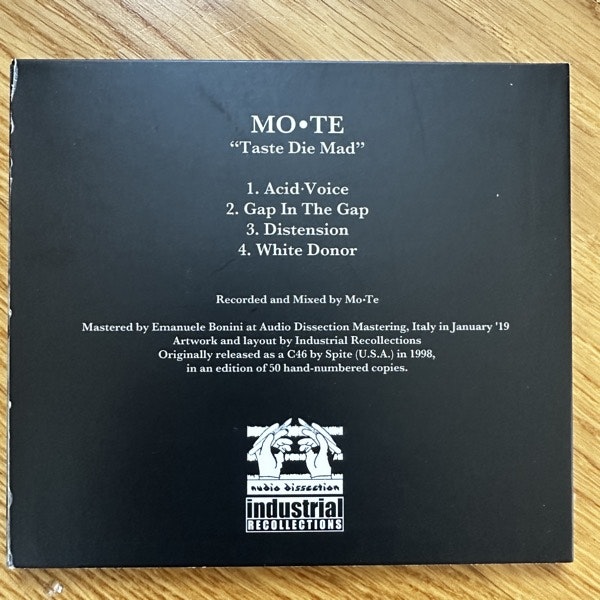 MO•TE
“Taste Die Mad”
1. Acid·Voice
2. Gap In The Gap
3. Distension
4. White Donor
Recorded and Mixed by Mo•Te
Mastered by Emanuele Bonini at Audio Dissection Mastering, Italy in January '19
Artwork and layout by Industrial Recollections
Originally released as a C46 by Spite (U.S.A.) in 1998,
in an edition of 50 hand-numbered copies.
audio dissection
industrial
RECOLLECTIONS